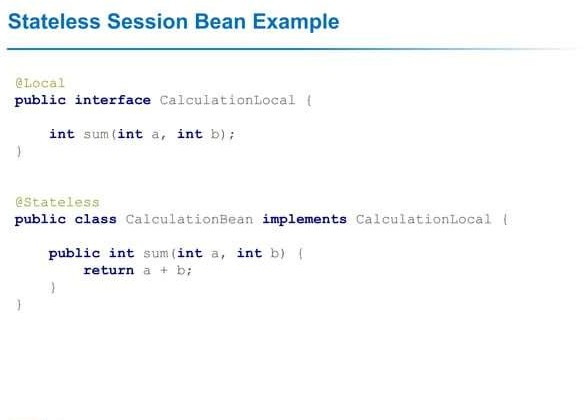 Stateless Session Bean Example
@Local
public interface CalculationLocal {
int sum(int a, int b);
}
@Stateless
public class CalculationBean implements CalculationLocal {
public int sum(int a, int b) {
return a + b;
}
}